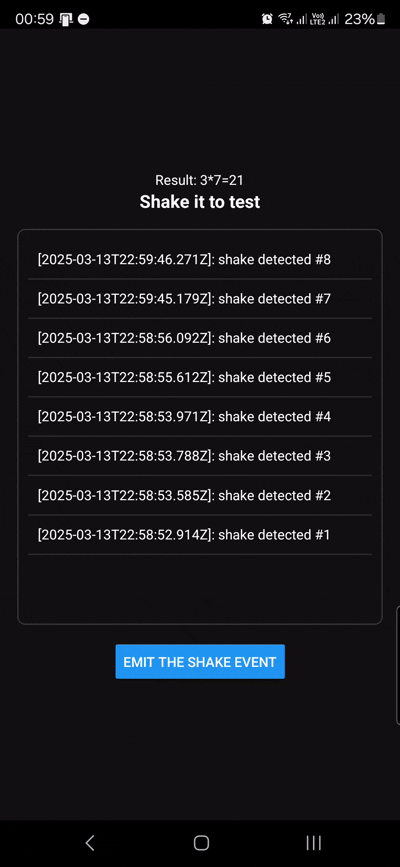 00:59 Vo)) LTE2 23%
Result: 3*7=21
Shake it to test
[2025-03-13T22:59:46.271Z]: shake detected #8
[2025-03-13T22:59:45.179Z]: shake detected #7
[2025-03-13T22:58:56.092Z]: shake detected #6
[2025-03-13T22:58:55.612Z]: shake detected #5
[2025-03-13T22:58:53.971Z]: shake detected #4
[2025-03-13T22:58:53.788Z]: shake detected #3
[2025-03-13T22:58:53.585Z]: shake detected #2
[2025-03-13T22:58:52.914Z]: shake detected #1
EMIT THE SHAKE EVENT